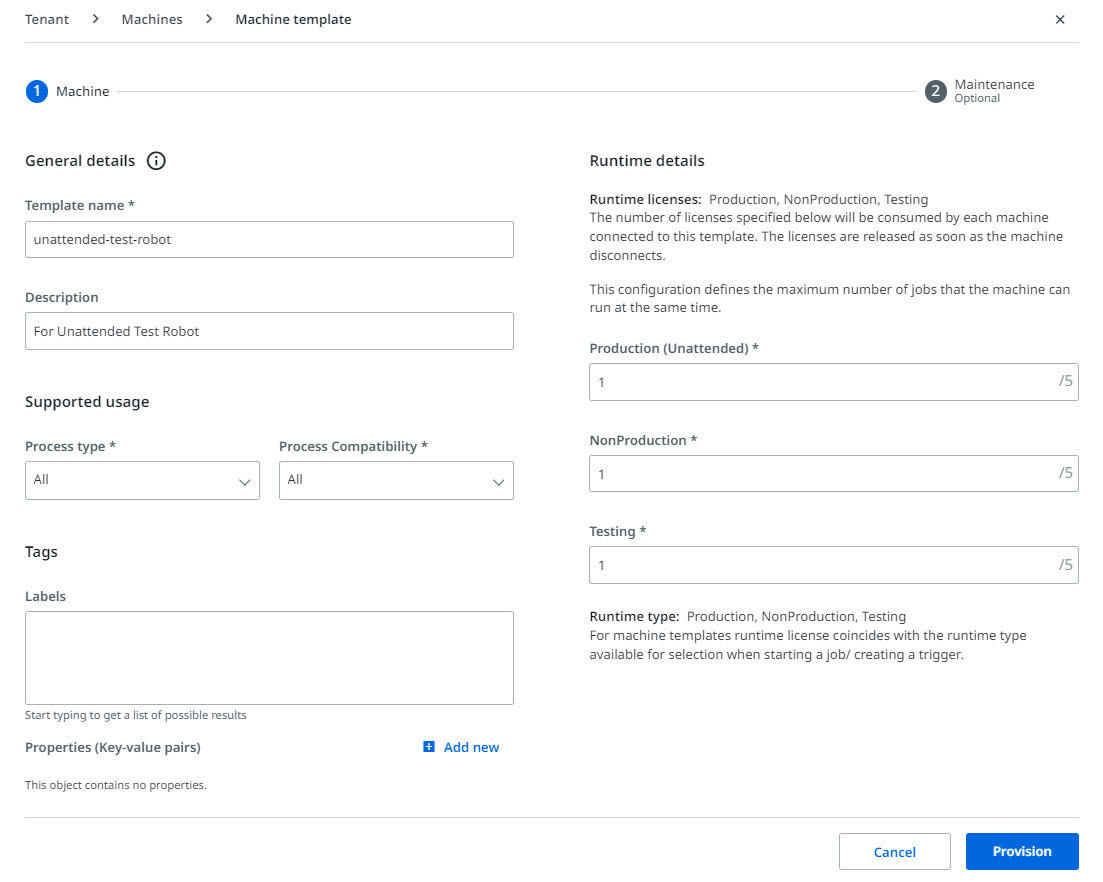 Tenant > Machines > Machine template ×
1 Machine
2 Maintenance
Optional
General details
Template name *
unattended-test-robot
Description
For Unattended Test Robot
Supported usage
Process type * Process Compatibility *
All All
Tags
Labels
Start typing to get a list of possible results
Properties (Key-value pairs) Add new
This object contains no properties.
Runtime details
Runtime licenses: Production, NonProduction, Testing
The number of licenses specified below will be consumed by each machine
connected to this template. The licenses are released as soon as the machine
disconnects.
This configuration defines the maximum number of jobs that the machine can
run at the same time.
Production (Unattended) *
1 /5
NonProduction *
1 /5
Testing *
1 /5
Runtime type: Production, NonProduction, Testing
For machine templates runtime license coincides with the runtime type
available for selection when starting a job/ creating a trigger.
Cancel Provision